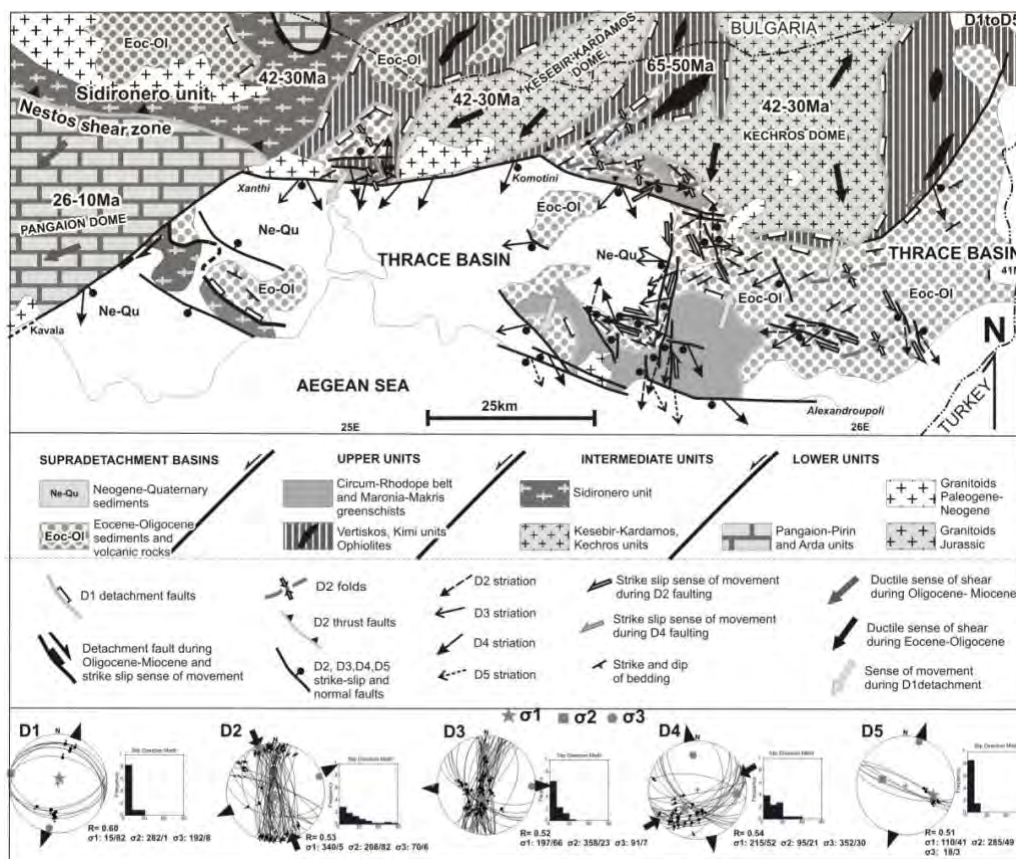 D1toD5
BULGARIA
Eoc-Ol
Eoc-Ol
KESEBIR-KARDAMOS
DOME
65-50Ma
42-30Ma
Sidironero unit
42-30Ma
42-30Ma
KECHROS DOME
Nestos shear zone
Xanthi
Komotini
26-10Ma
PANGAION DOME
Ne-Qu
Eoc-Ol
THRACE BASIN
Ne-Qu
THRACE BASIN
41N
Eo-Ol
Eoc-Ol
Eoc-Ol
Ne-Qu
Kavala
N
AEGEAN SEA
25km
Alexandroupoli
TURKEY
25E
26E
SUPRADETACHMENT BASINS
Ne-Qu
Neogene-Quaternary
sediments
Eoc-Ol
Eocene-Oligocene
sediments and
volcanic rocks
UPPER UNITS
Circum-Rhodope belt
and Maronia-Makris
greenschists
Vertiskos, Kimi units
Ophiolites
INTERMEDIATE UNITS
Sidironero unit
Kesebir-Kardamos,
Kechros units
LOWER UNITS
Pangaion-Pirin
and Arda units
Granitoids
Paleogene-
Neogene
Granitoids
Jurassic
D1 detachment faults
Detachment fault during
Oligocene-Miocene and
strike slip sense of movement
D2 folds
D2 thrust faults
D2, D3,D4,D5
strike-slip and
normal faults
D2 striation
D3 striation
D4 striation
D5 striation
Strike slip sense of movement
during D2 faulting
Strike slip sense of movement
during D4 faulting
Strike and dip
of bedding
Ductile sense of shear
during Oligocene- Miocene
Ductile sense of shear
during Eocene-Oligocene
Sense of movement
during D1detachment
σ1 σ2 σ3
D1
N
Frequency
R= 0.60
σ1: 15/82 σ2: 282/1 σ3: 192/8
D2
N
Frequency
R= 0.53
σ1: 340/5 σ2: 208/82 σ3: 70/6
D3
N
Frequency
R= 0.52
σ1: 197/66 σ2: 358/23 σ3: 91/7
D4
N
Frequency
R= 0.54
σ1: 215/52 σ2: 95/21 σ3: 352/30
D5
N
Frequency
R= 0.51
σ1: 110/41 σ2: 285/49
σ3: 18/3